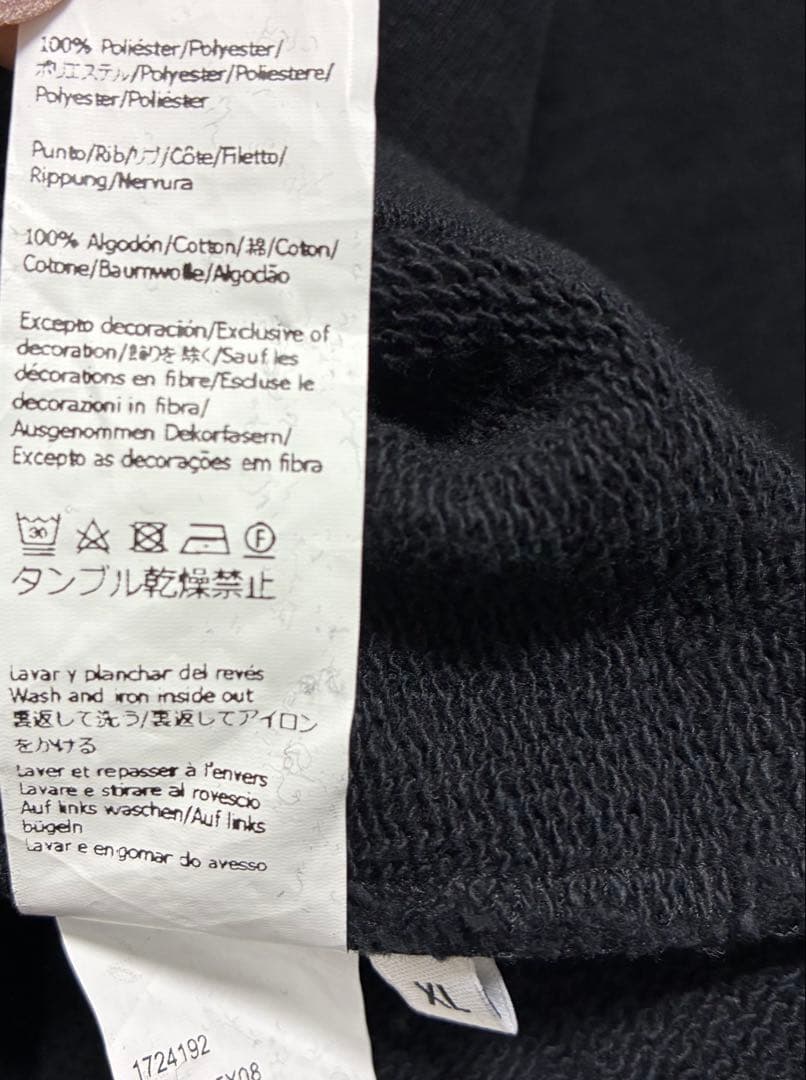 100% Poliéster/Polyester/
ポリエステル/Polyester/Poliestere/
Polyester/Poliéster
Punto/Rib/リブ/Côte/Filetto/
Rippung/Nervura
100% Algodón/Cotton/綿/Coton/
Cotone/Baumwolle/Algodão
Excepto decoración/Exclusive of
decoration/飾りを除く/Sauf les
décorations en fibre/Escluse le
decorazioni in fibra/
Ausgenommen Dekorfasern/
Excepto as decorações em fibra
30 F
タンブル乾燥禁止
Lavar y planchar del revés
Wash and iron inside out
裏返して洗う/裏返してアイロン
をかける
Laver et repasser à l'envers
Lavare e stirare al rovescio
Auf links waschen/Auf links
bügeln
Lavar e engomar do avesso
XL
1724192